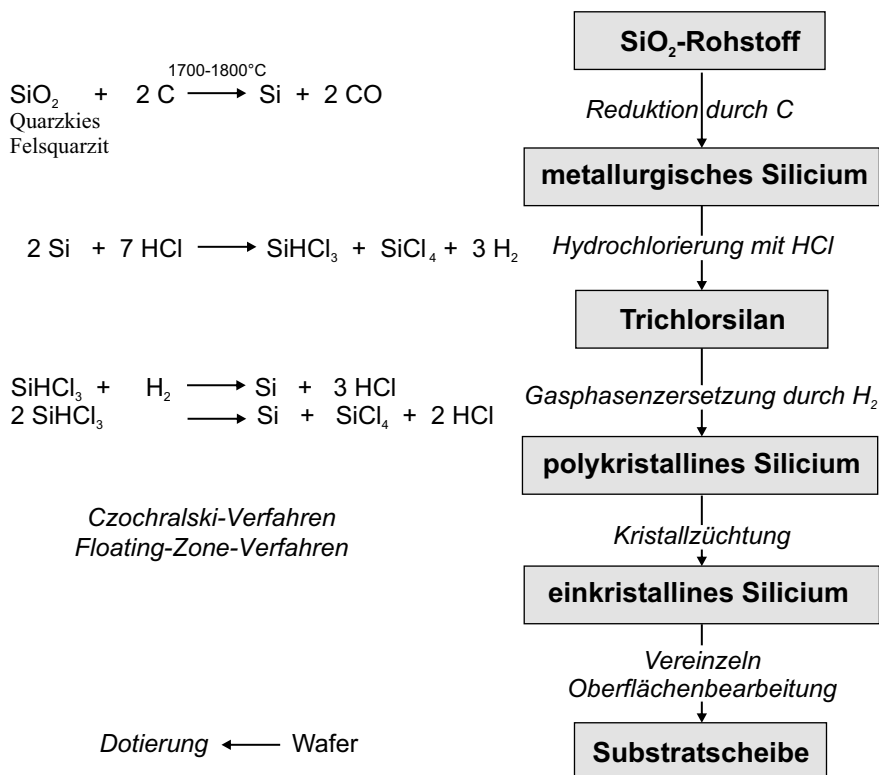 SiO₂-Rohstoff
1700-1800°C
SiO₂ + 2 C → Si + 2 CO
Quarzkies
Felsquarzit
Reduktion durch C
metallurgisches Silicium
2 Si + 7 HCl → SiHCl₃ + SiCl₄ + 3 H₂
Hydrochlorierung mit HCl
Trichlorsilan
SiHCl₃ + H₂ → Si + 3 HCl
2 SiHCl₃ → Si + SiCl₄ + 2 HCl
Gasphasenzersetzung durch H₂
polykristallines Silicium
Czochralski-Verfahren
Floating-Zone-Verfahren
Kristallzüchtung
einkristallines Silicium
Vereinzeln
Oberflächenbearbeitung
Dotierung ← Wafer
Substratscheibe